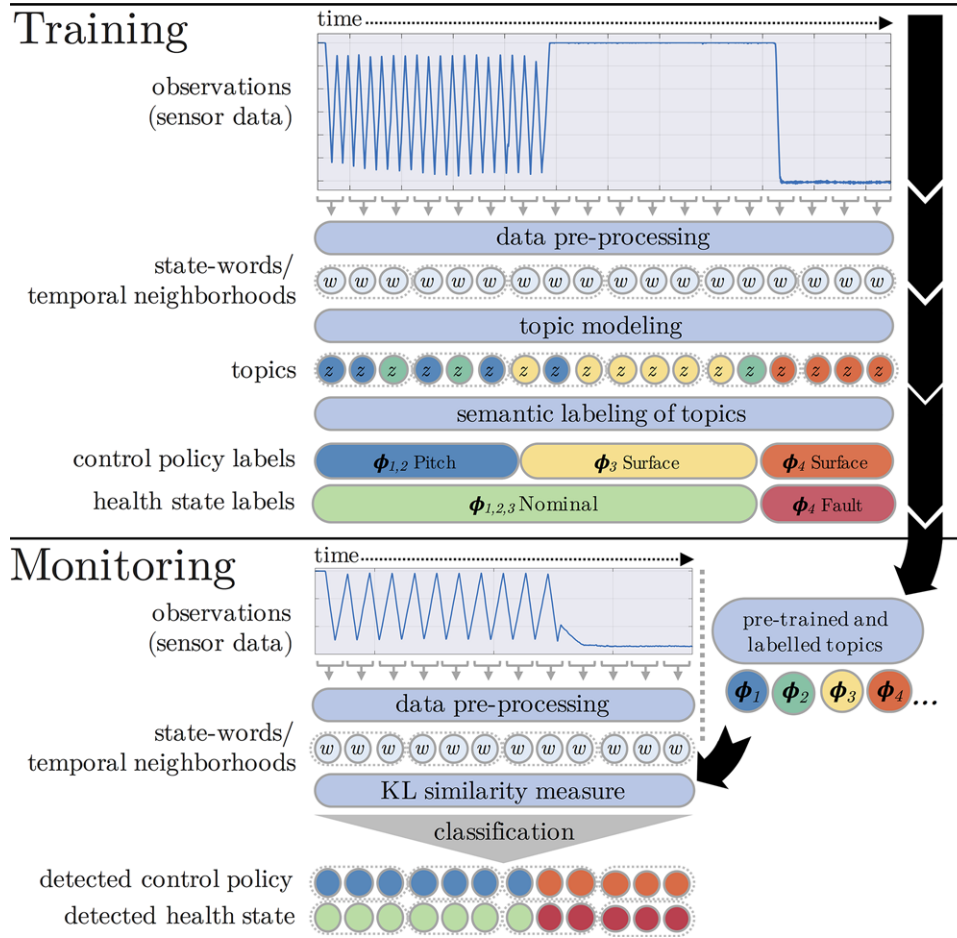 Training
time
observations
(sensor data)
data pre-processing
state-words/
temporal neighborhoods
w w w w w w w w w w w w w w w w w w
topic modeling
topics
z z z z z z z z z z z z z z z z z z
semantic labeling of topics
control policy labels
ϕ1,2 Pitch
ϕ3 Surface
ϕ4 Surface
health state labels
ϕ1,2,3 Nominal
ϕ4 Fault
Monitoring
time
observations
(sensor data)
pre-trained and
labelled topics
ϕ1 ϕ2 ϕ3 ϕ4 ...
data pre-processing
state-words/
temporal neighborhoods
w w w w w w w w w w w w
KL similarity measure
classification
detected control policy
detected health state